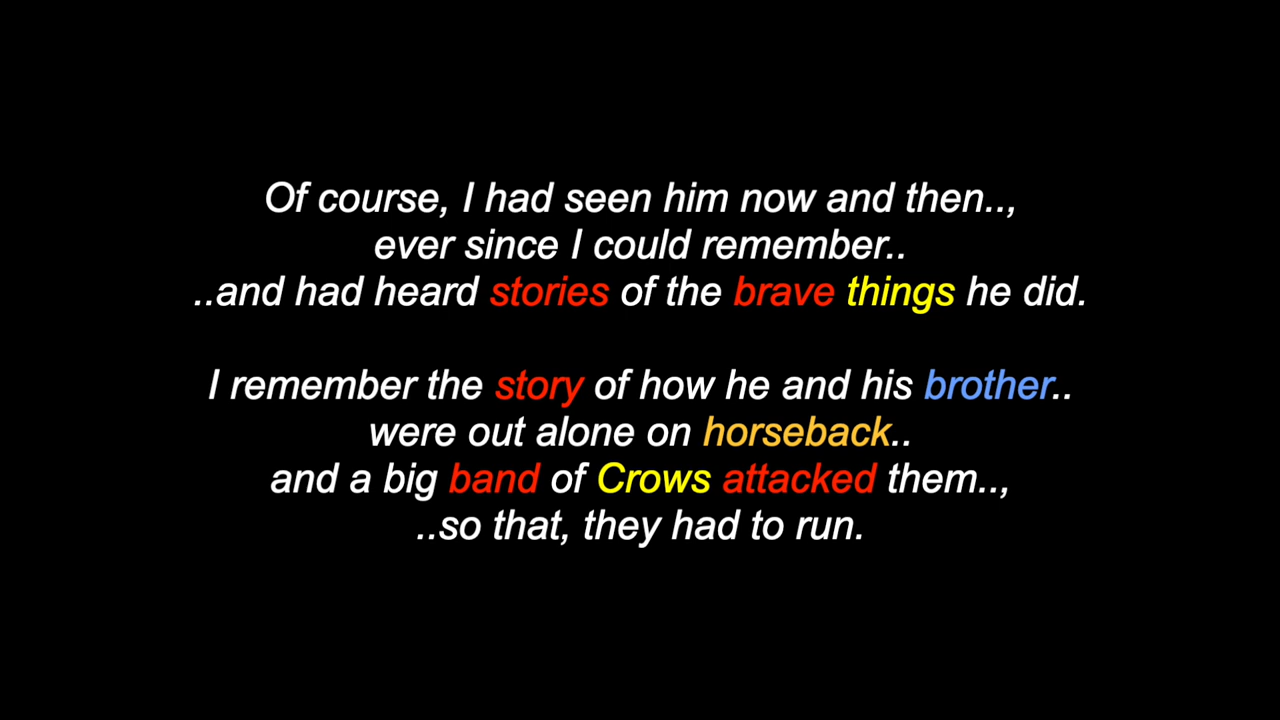 Of course, I had seen him now and then..,
ever since I could remember..
..and had heard stories of the brave things he did.
I remember the story of how he and his brother..
were out alone on horseback..
and a big band of Crows attacked them..,
..so that, they had to run.